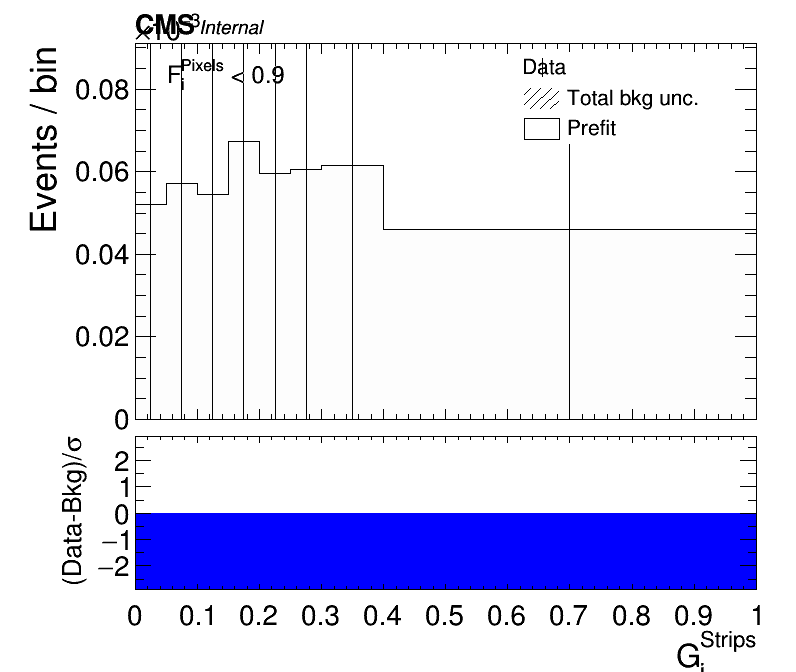 CMS Internal
×10⁻³
Events / bin
F_i^Pixels < 0.9
Data
Total bkg unc.
Prefit
0.08
0.06
0.04
0.02
0
(Data-Bkg)/σ
2
1
0
−1
−2
0 0.1 0.2 0.3 0.4 0.5 0.6 0.7 0.8 0.9 1
G_i^Strips